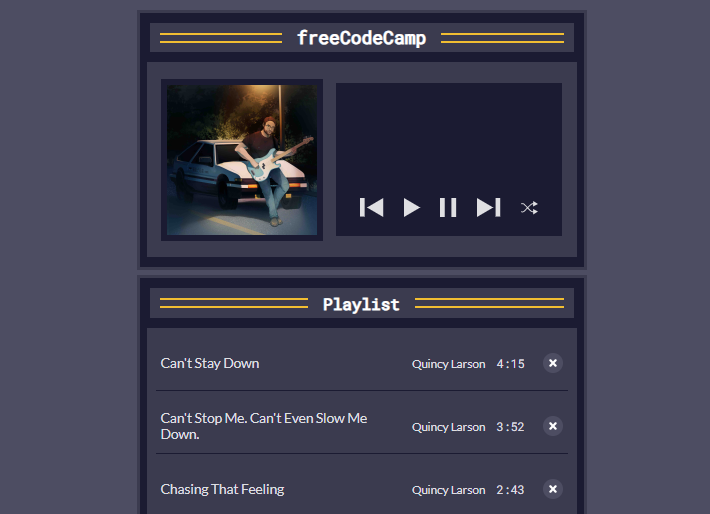 freeCodeCamp
Playlist
Can't Stay Down Quincy Larson 4:15
Can't Stop Me. Can't Even Slow Me
Down. Quincy Larson 3:52
Chasing That Feeling Quincy Larson 2:43